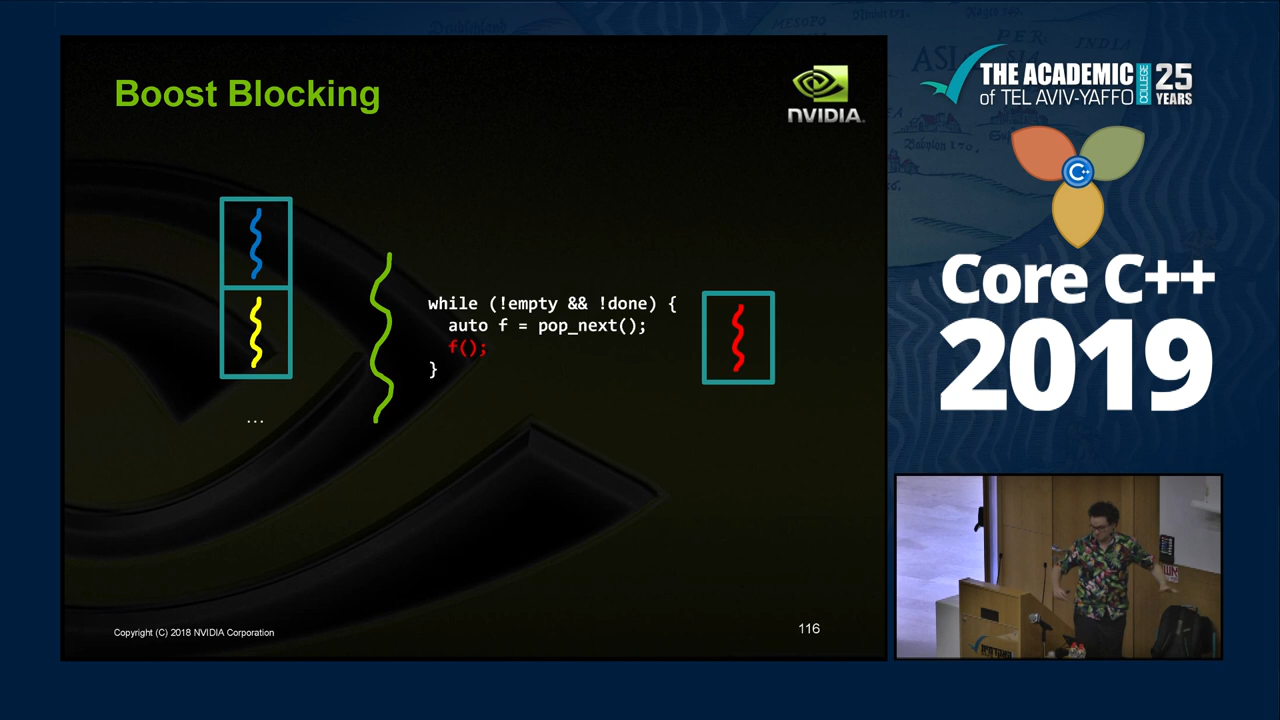 Boost Blocking
NVIDIA.
while (!empty && !done) {
auto f = pop_next();
f();
}
...
Copyright (C) 2018 NVIDIA Corporation
116
THE ACADEMIC
of TEL AVIV-YAFFO
COLLEGE
25
YEARS
C++
Core C++
2019